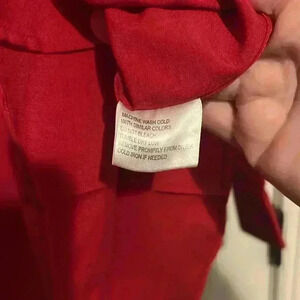 MACHINE WASH COLD
WITH SIMILAR COLORS
DO NOT BLEACH
TUMBLE DRY LOW
REMOVE PROMPTLY FROM DRYER
COLD IRON IF NEEDED